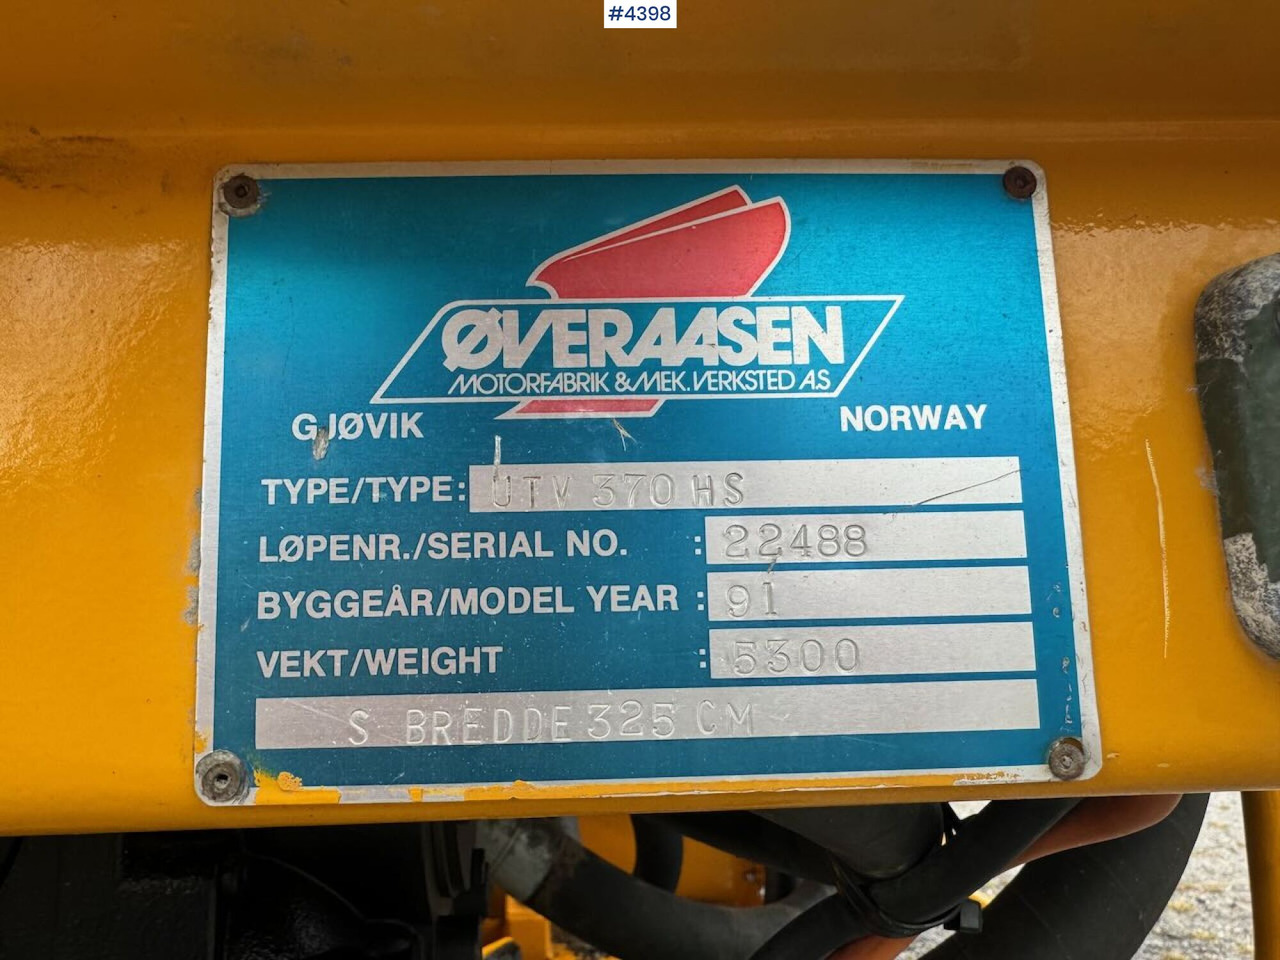 #4398
ØVERAASEN
MOTORFABRIK & MEK. VERKSTED A.S
GJØVIK NORWAY
TYPE/TYPE: UTV 370 HS
LØPENR./SERIAL NO. : 22488
BYGGEÅR/MODEL YEAR : 91
VEKT/WEIGHT : 5300
S BREDDE 325 CM